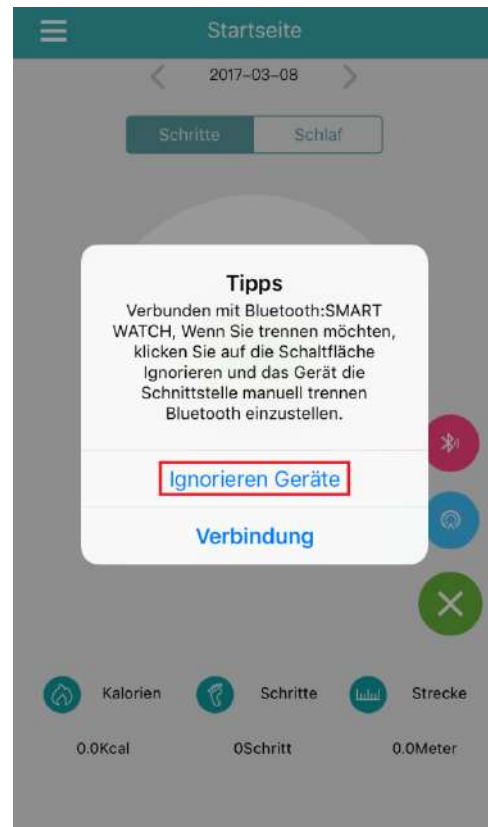 Startseite
2017-03-08
Schritte Schlaf
Tipps
Verbunden mit Bluetooth:SMART
WATCH, Wenn Sie trennen möchten,
klicken Sie auf die Schaltfläche
Ignorieren und das Gerät die
Schnittstelle manuell trennen
Bluetooth einzustellen.
Ignorieren Geräte
Verbindung
Kalorien Schritte Strecke
0.0Kcal 0Schritt 0.0Meter